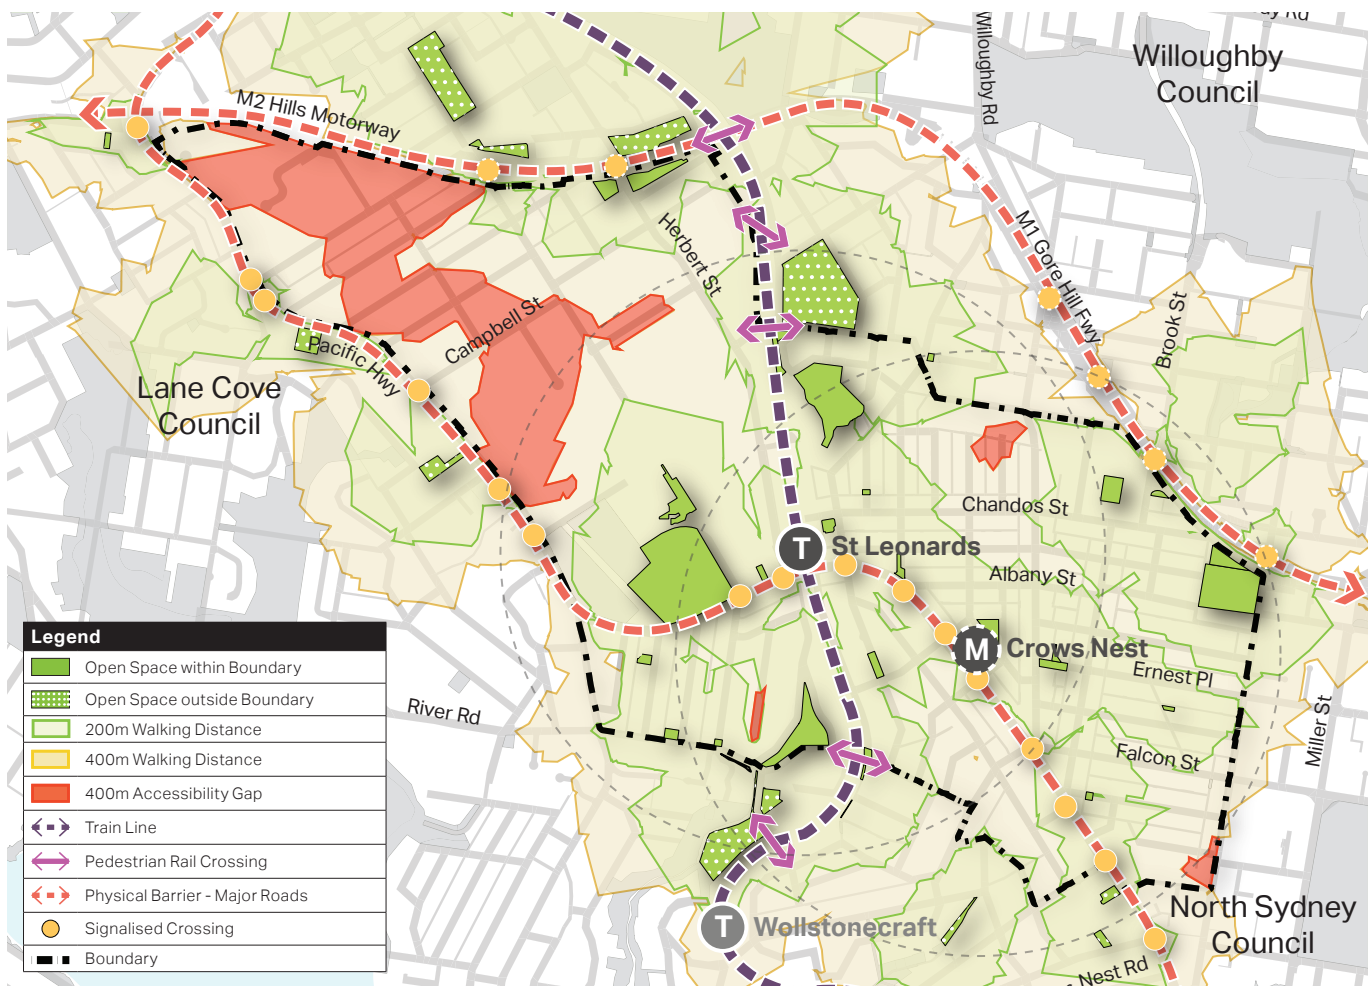 Willoughby Rd
Rd
Willoughby
Council
M2 Hills Motorway
Herbert St
M1 Gore Hill Fwy
Brook St
Campbell St
Pacific Hwy
Lane Cove
Council
Chandos St
T
St Leonards
Albany St
M
Crows Nest
Ernest Pl
River Rd
Falcon St
Miller St
T
Wollstonecraft
North Sydney
Council
Nest Rd
Legend
Open Space within Boundary
Open Space outside Boundary
200m Walking Distance
400m Walking Distance
400m Accessibility Gap
Train Line
Pedestrian Rail Crossing
Physical Barrier - Major Roads
Signalised Crossing
Boundary